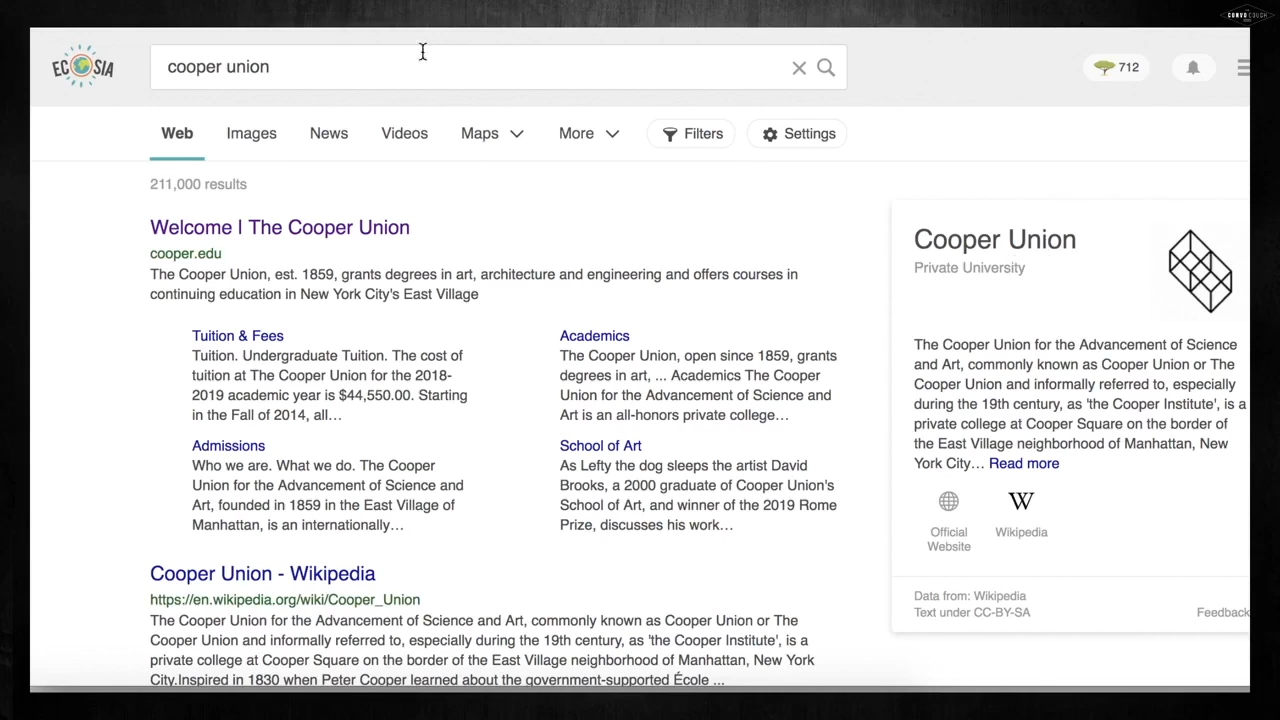 CONVO COUCH
ECOSIA
cooper union
712
Web
Images
News
Videos
Maps
More
Filters
Settings
211,000 results
Welcome | The Cooper Union
cooper.edu
The Cooper Union, est. 1859, grants degrees in art, architecture and engineering and offers courses in
continuing education in New York City's East Village
Tuition & Fees
Tuition. Undergraduate Tuition. The cost of
tuition at The Cooper Union for the 2018-
2019 academic year is $44,550.00. Starting
in the Fall of 2014, all…
Academics
The Cooper Union, open since 1859, grants
degrees in art, ... Academics The Cooper
Union for the Advancement of Science and
Art is an all-honors private college…
Admissions
Who we are. What we do. The Cooper
Union for the Advancement of Science and
Art, founded in 1859 in the East Village of
Manhattan, is an internationally…
School of Art
As Lefty the dog sleeps the artist David
Brooks, a 2000 graduate of Cooper Union's
School of Art, and winner of the 2019 Rome
Prize, discusses his work…
Cooper Union - Wikipedia
https://en.wikipedia.org/wiki/Cooper_Union
The Cooper Union for the Advancement of Science and Art, commonly known as Cooper Union or The
Cooper Union and informally referred to, especially during the 19th century, as 'the Cooper Institute', is a
private college at Cooper Square on the border of the East Village neighborhood of Manhattan, New York
City.Inspired in 1830 when Peter Cooper learned about the government-supported École ...
Cooper Union
Private University
The Cooper Union for the Advancement of Science
and Art, commonly known as Cooper Union or The
Cooper Union and informally referred to, especially
during the 19th century, as 'the Cooper Institute', is a
private college at Cooper Square on the border of
the East Village neighborhood of Manhattan, New
York City… Read more
W
Official
Website
Wikipedia
Data from: Wikipedia
Text under CC-BY-SA
Feedback